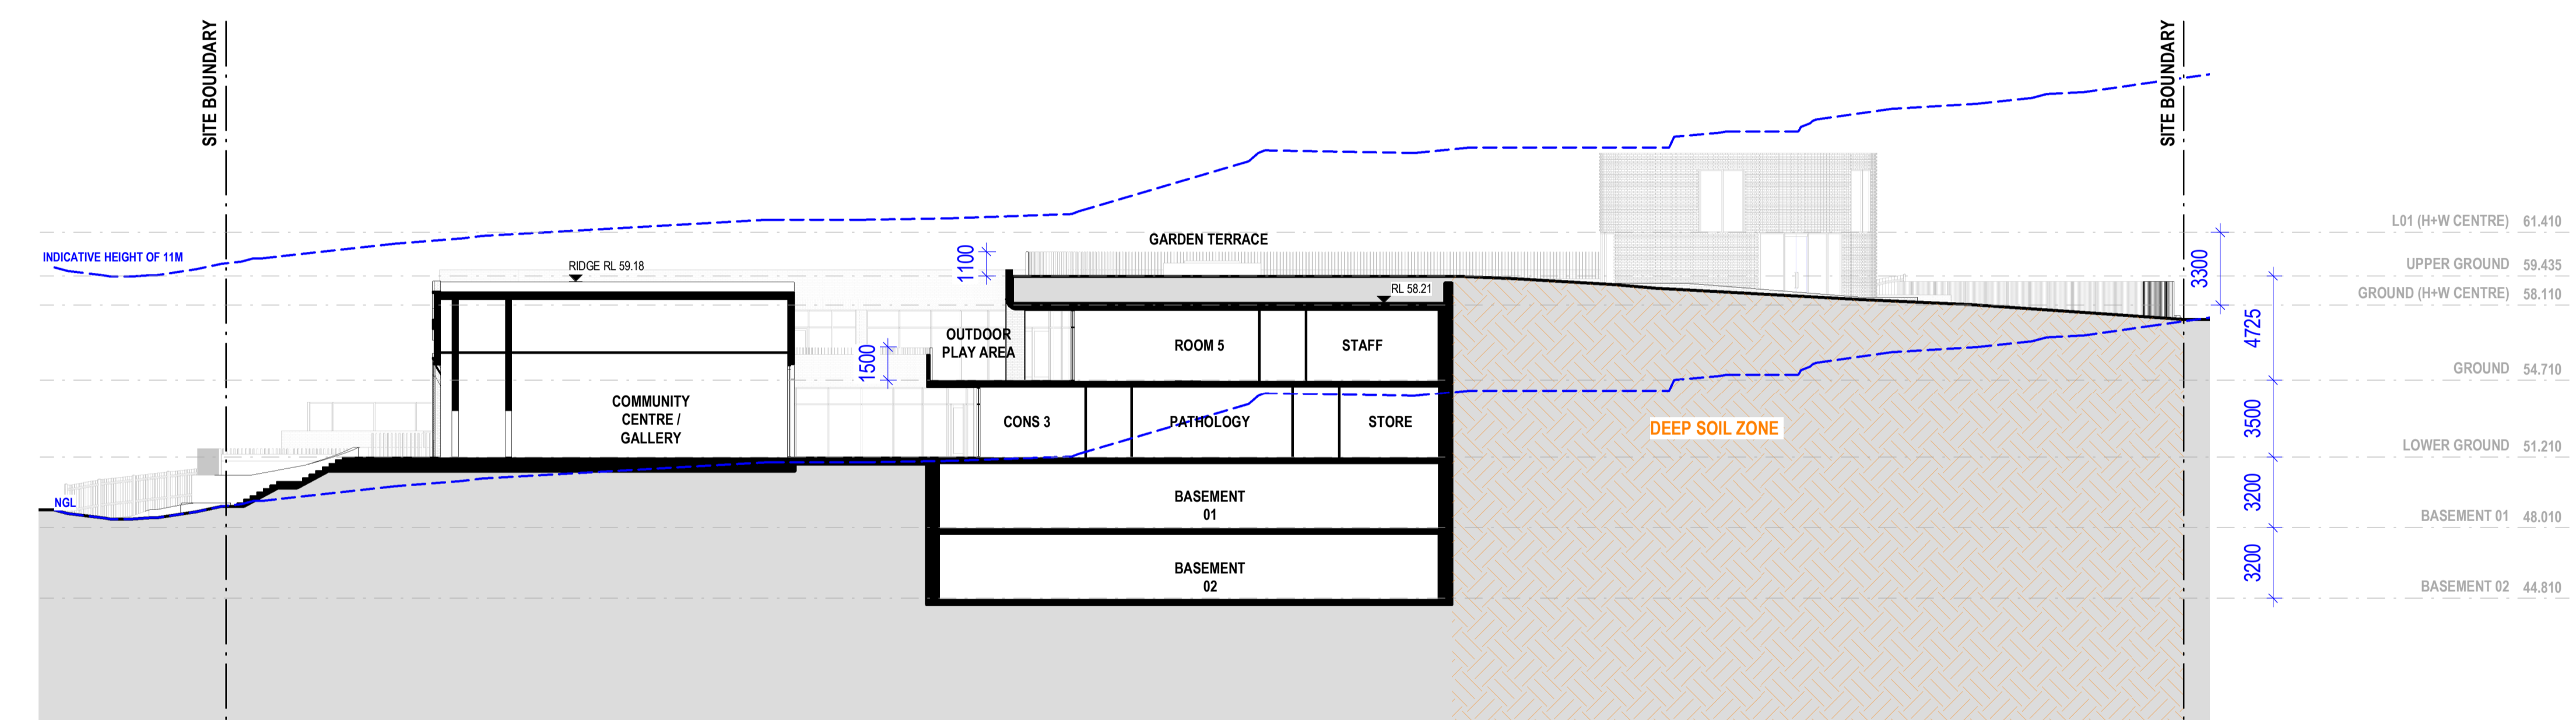 SITE BOUNDARY
SITE BOUNDARY
INDICATIVE HEIGHT OF 11M
RIDGE RL 59.18
1100
GARDEN TERRACE
RL 58.21
L01 (H+W CENTRE) 61.410
UPPER GROUND 59.435
GROUND (H+W CENTRE) 58.110
3300
4725
OUTDOOR
PLAY AREA
1500
ROOM 5
STAFF
GROUND 54.710
COMMUNITY
CENTRE /
GALLERY
CONS 3
PATHOLOGY
STORE
DEEP SOIL ZONE
3500
LOWER GROUND 51.210
NGL
BASEMENT
01
3200
BASEMENT 01 48.010
BASEMENT
02
3200
BASEMENT 02 44.810